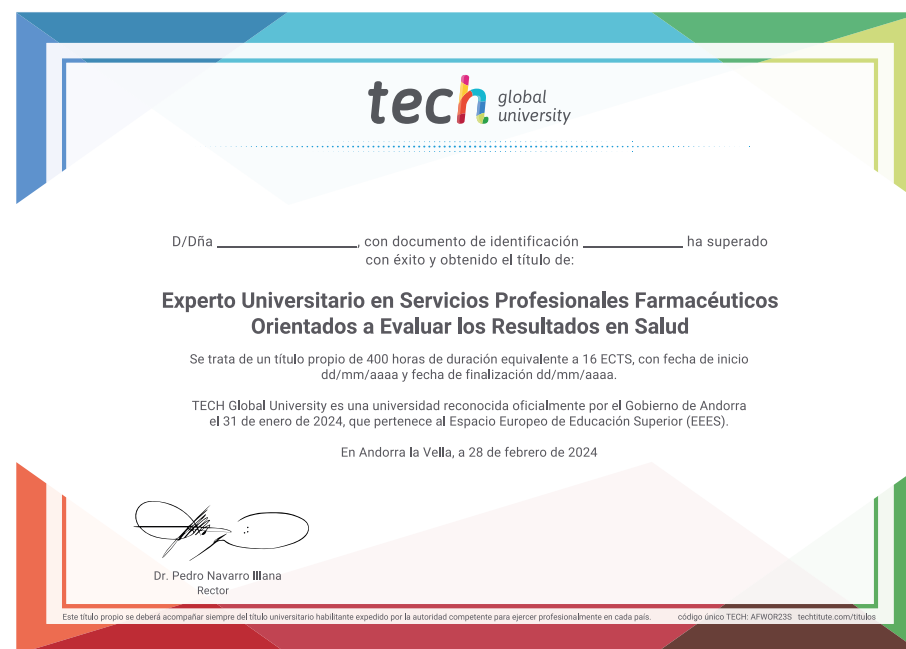 tech global university
D/Dña ________________, con documento de identificación ____________ ha superado
con éxito y obtenido el título de:
Experto Universitario en Servicios Profesionales Farmacéuticos
Orientados a Evaluar los Resultados en Salud
Se trata de un título propio de 400 horas de duración equivalente a 16 ECTS, con fecha de inicio
dd/mm/aaaa y fecha de finalización dd/mm/aaaa.
TECH Global University es una universidad reconocida oficialmente por el Gobierno de Andorra
el 31 de enero de 2024, que pertenece al Espacio Europeo de Educación Superior (EEES).
En Andorra la Vella, a 28 de febrero de 2024
Dr. Pedro Navarro Illana
Rector
Este título propio se deberá acompañar siempre del título universitario habilitante expedido por la autoridad competente para ejercer profesionalmente en cada país. código único TECH: AFWOR23S techtitute.com/titulos